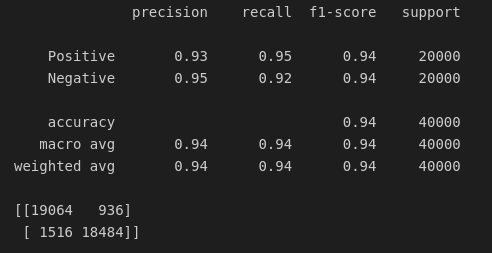 precision recall f1-score support
Positive 0.93 0.95 0.94 20000
Negative 0.95 0.92 0.94 20000
accuracy 0.94 40000
macro avg 0.94 0.94 0.94 40000
weighted avg 0.94 0.94 0.94 40000
[[19064 936]
[ 1516 18484]]